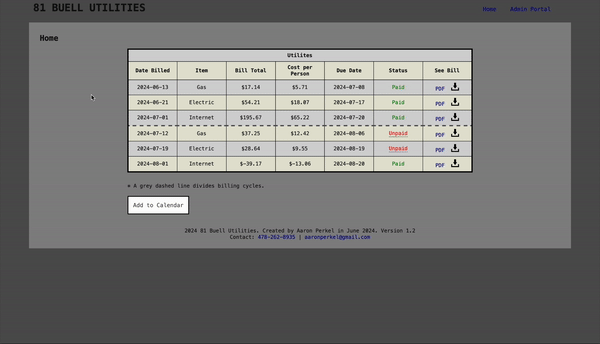 81 BUELL UTILITIES
Home Admin Portal
Home
Utilites
Date Billed Item Bill Total Cost per Person Due Date Status See Bill
2024-06-13 Gas $17.14 $5.71 2024-07-08 Paid PDF
2024-06-21 Electric $54.21 $18.07 2024-07-17 Paid PDF
2024-07-01 Internet $195.67 $65.22 2024-07-20 Paid PDF
2024-07-12 Gas $37.25 $12.42 2024-08-06 Unpaid PDF
2024-07-19 Electric $28.64 $9.55 2024-08-19 Unpaid PDF
2024-08-01 Internet $-39.17 $-13.06 2024-08-20 Paid PDF
* A grey dashed line divides billing cycles.
Add to Calendar
2024 81 Buell Utilities. Created by Aaron Perkel in June 2024. Version 1.2
Contact: 478-262-8935 | aaronperkel@gmail.com